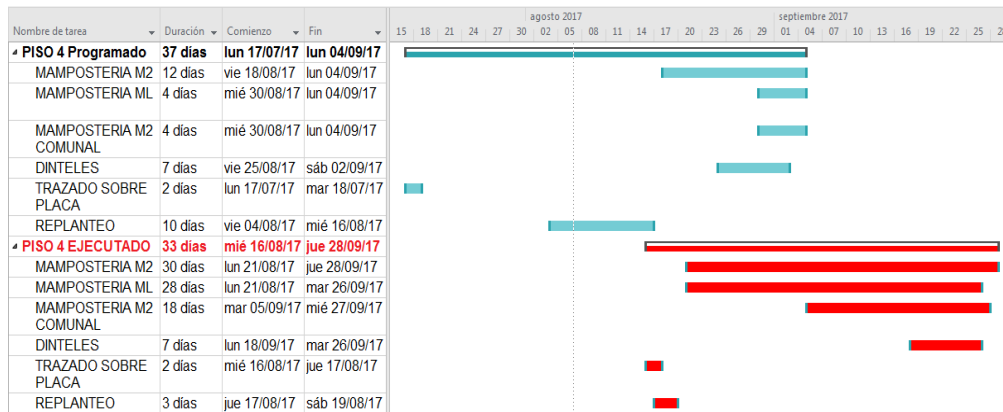 agosto 2017 septiembre 2017
Nombre de tarea Duración Comienzo Fin 15 18 21 24 27 30 02 05 08 11 14 17 20 23 26 29 01 04 07 10 13 16 19 22 25 28
PISO 4 Programado 37 días lun 17/07/17 lun 04/09/17
MAMPOSTERIA M2 12 días vie 18/08/17 lun 04/09/17
MAMPOSTERIA ML 4 días mié 30/08/17 lun 04/09/17
MAMPOSTERIA M2 4 días mié 30/08/17 lun 04/09/17
COMUNAL
DINTELES 7 días vie 25/08/17 sáb 02/09/17
TRAZADO SOBRE 2 días lun 17/07/17 mar 18/07/17
PLACA
REPLANTEO 10 días vie 04/08/17 mié 16/08/17
PISO 4 EJECUTADO 33 días mié 16/08/17 jue 28/09/17
MAMPOSTERIA M2 30 días lun 21/08/17 jue 28/09/17
MAMPOSTERIA ML 28 días lun 21/08/17 mar 26/09/17
MAMPOSTERIA M2 18 días mar 05/09/17 mié 27/09/17
COMUNAL
DINTELES 7 días lun 18/09/17 mar 26/09/17
TRAZADO SOBRE 2 días mié 16/08/17 jue 17/08/17
PLACA
REPLANTEO 3 días jue 17/08/17 sáb 19/08/17